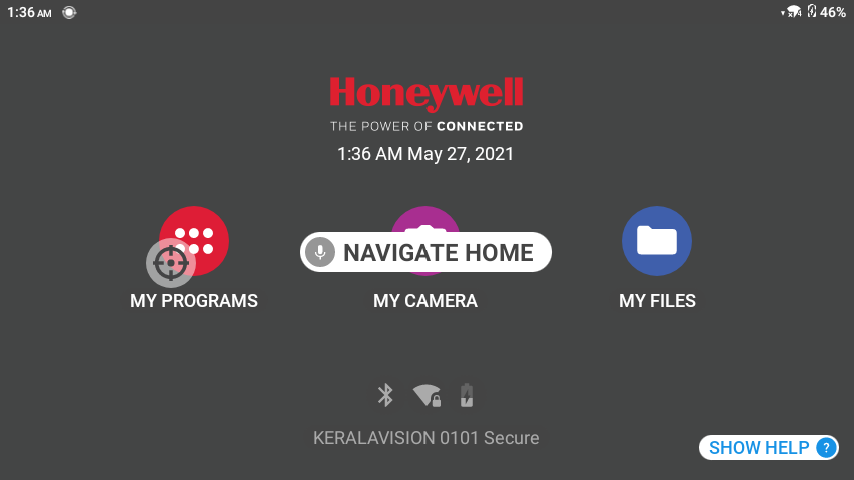 1:36 AM
46%
Honeywell
THE POWER OF CONNECTED
1:36 AM May 27, 2021
NAVIGATE HOME
MY PROGRAMS
MY CAMERA
MY FILES
KERALAVISION 0101 Secure
SHOW HELP ?